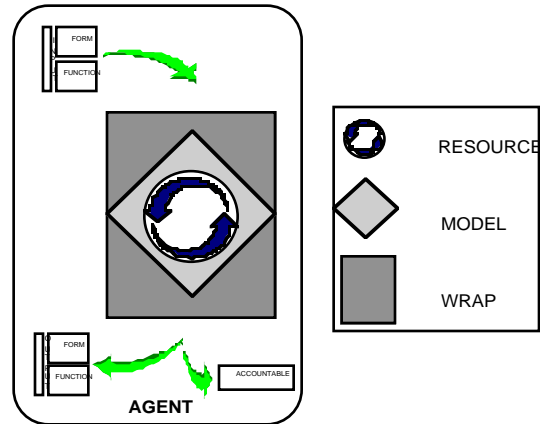 FORM
FUNCTION
RESOURCE
MODEL
WRAP
FORM
FUNCTION
ACCOUNTABLE
AGENT